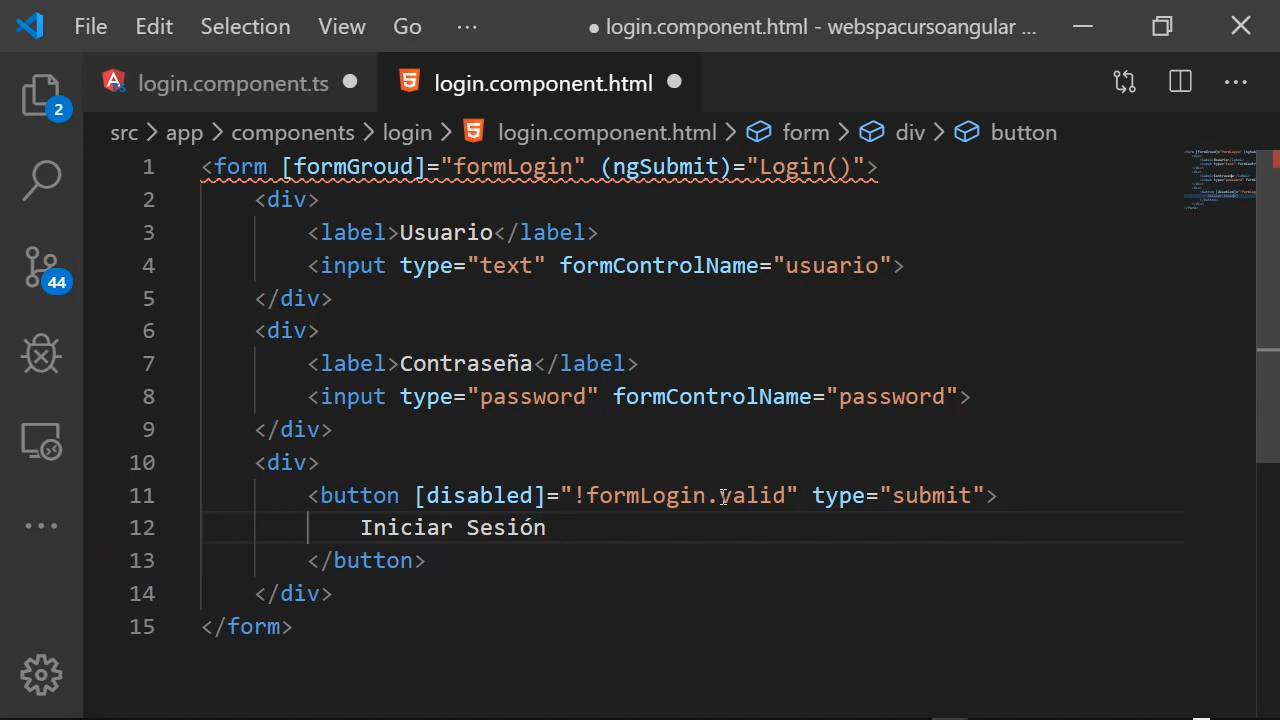 File Edit Selection View Go ··· ● login.component.html - webspacursoangular ...
login.component.ts ● login.component.html ●
src > app > components > login > login.component.html > form > div > button
2
44
1 <form [formGroud]="formLogin" (ngSubmit)="Login()">
2 <div>
3 <label>Usuario</label>
4 <input type="text" formControlName="usuario">
5 </div>
6 <div>
7 <label>Contraseña</label>
8 <input type="password" formControlName="password">
9 </div>
10 <div>
11 <button [disabled]="!formLogin.valid" type="submit">
12 Iniciar Sesión
13 </button>
14 </div>
15 </form>